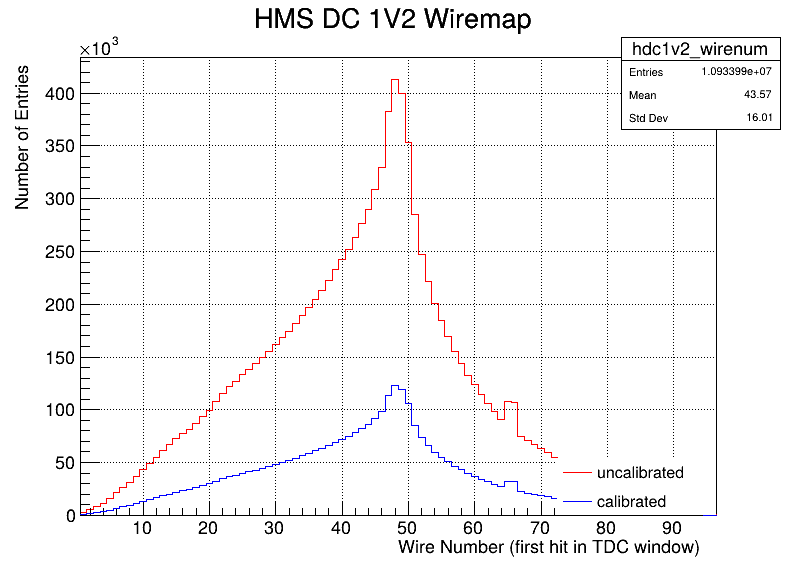 HMS DC 1V2 Wiremap
×10³
hdc1v2_wirenum
Entries 1.093399e+07
Mean 43.57
Std Dev 16.01
Number of Entries
400
350
300
250
200
150
100
50
0
uncalibrated
calibrated
10 20 30 40 50 60 70 80 90
Wire Number (first hit in TDC window)